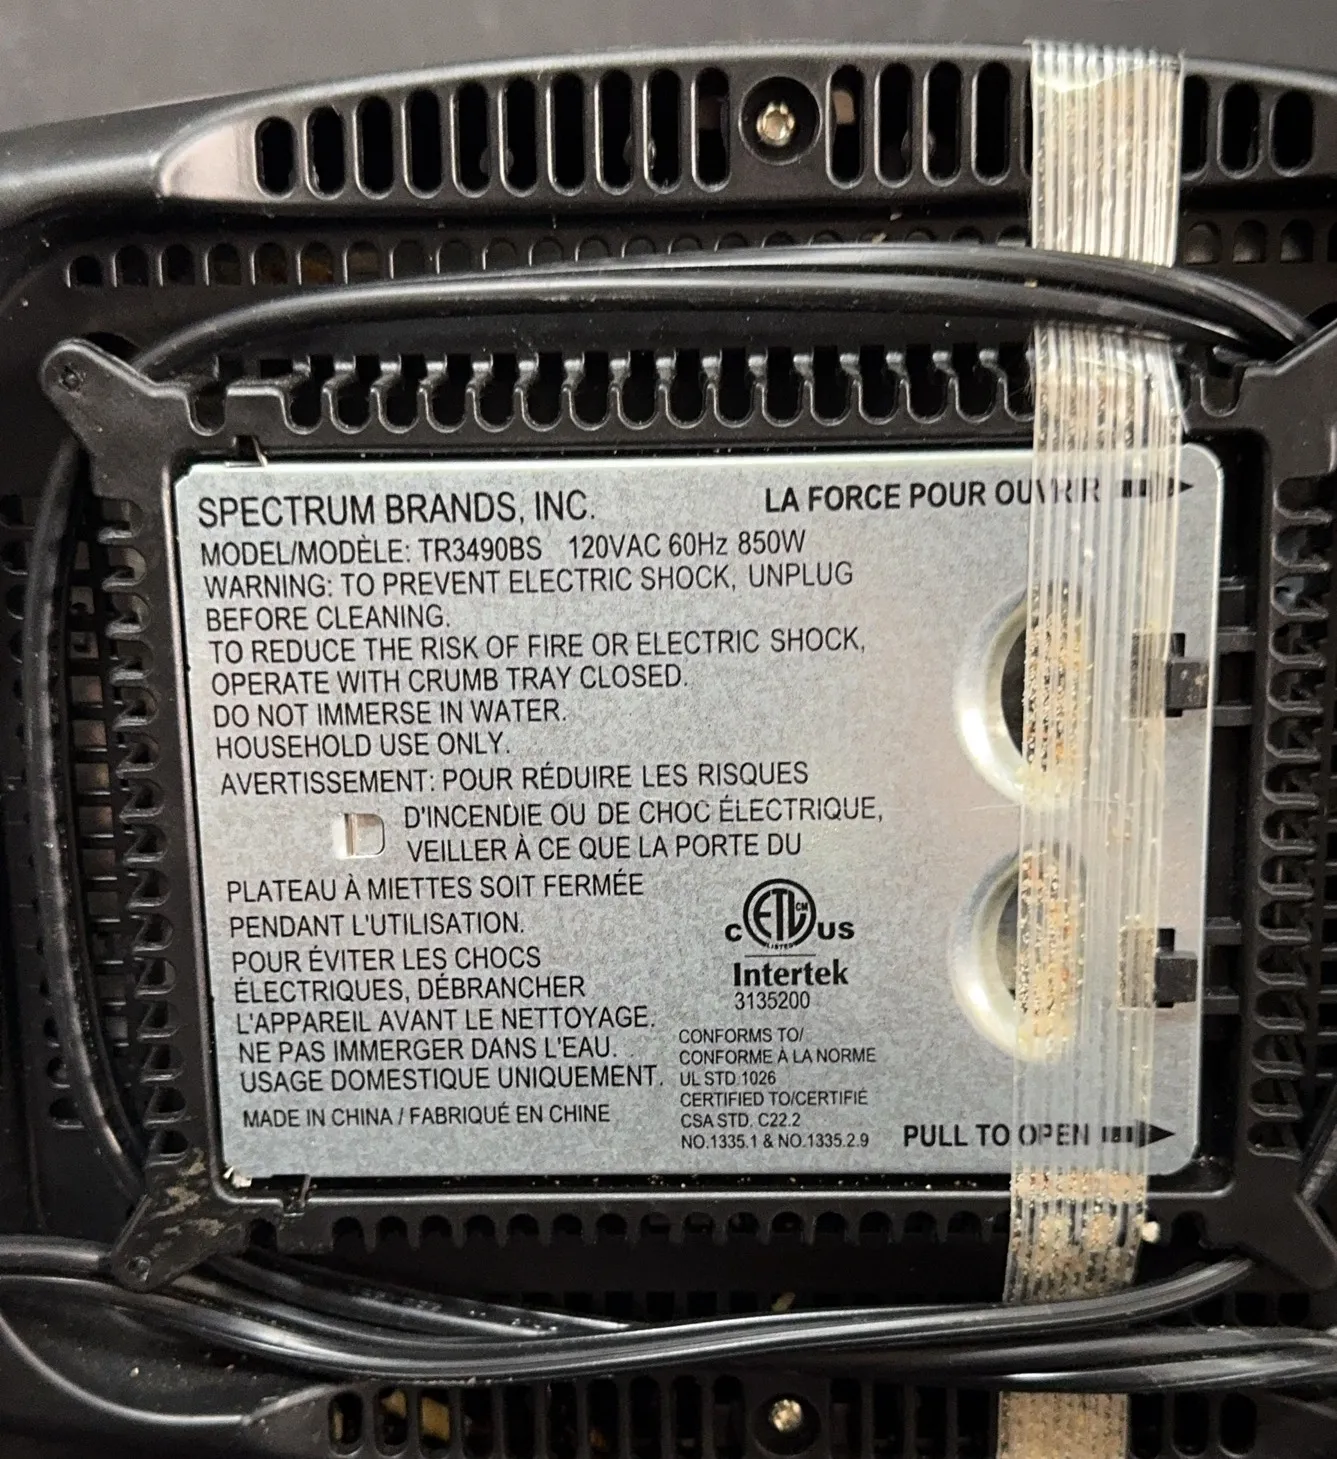 SPECTRUM BRANDS, INC.
LA FORCE POUR OUVRIR
MODEL/MODÈLE: TR3490BS 120VAC 60Hz 850W
WARNING: TO PREVENT ELECTRIC SHOCK, UNPLUG
BEFORE CLEANING.
TO REDUCE THE RISK OF FIRE OR ELECTRIC SHOCK,
OPERATE WITH CRUMB TRAY CLOSED.
DO NOT IMMERSE IN WATER.
HOUSEHOLD USE ONLY.
AVERTISSEMENT: POUR RÉDUIRE LES RISQUES
D'INCENDIE OU DE CHOC ÉLECTRIQUE,
VEILLER À CE QUE LA PORTE DU
PLATEAU À MIETTES SOIT FERMÉE
PENDANT L'UTILISATION.
POUR ÉVITER LES CHOCS
ÉLECTRIQUES, DÉBRANCHER
L'APPAREIL AVANT LE NETTOYAGE.
NE PAS IMMERGER DANS L'EAU.
USAGE DOMESTIQUE UNIQUEMENT.
MADE IN CHINA / FABRIQUÉ EN CHINE
C ETL CM US
LISTED
Intertek
3135200
CONFORMS TO/
CONFORME À LA NORME
UL STD.1026
CERTIFIED TO/CERTIFIÉ
CSA STD. C22.2
NO.1335.1 & NO.1335.2.9
PULL TO OPEN